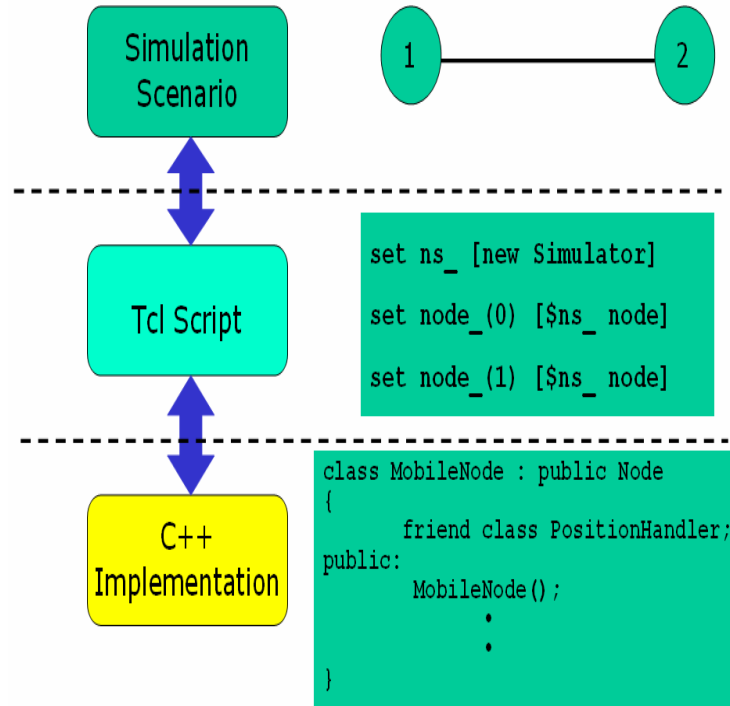 Simulation
Scenario
1
2
Tcl Script
set ns_ [new Simulator]
set node_(0) [$ns_ node]
set node_(1) [$ns_ node]
C++
Implementation
class MobileNode : public Node
{
friend class PositionHandler;
public:
MobileNode();
•
•
}